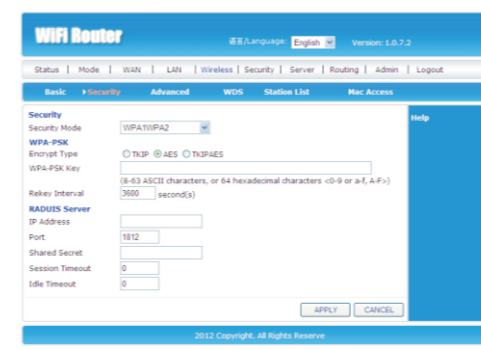 WiFi Router
语言/Language: English Version: 1.0.7.2
Status | Mode | WAN | LAN | Wireless | Security | Server | Routing | Admin | Logout
Basic Security Advanced WDS Station List Mac Access
Security
Help
Security Mode WPA1WPA2
WPA-PSK
Encrypt Type TKIP AES TKIPAES
WPA-PSK Key
(8-63 ASCII characters, or 64 hexadecimal characters <0-9 or a-f, A-F>)
Rekey Interval 3600 second(s)
RADUIS Server
IP Address
Port 1812
Shared Secret
Session Timeout 0
Idle Timeout 0
APPLY CANCEL
2012 Copyright. All Rights Reserve